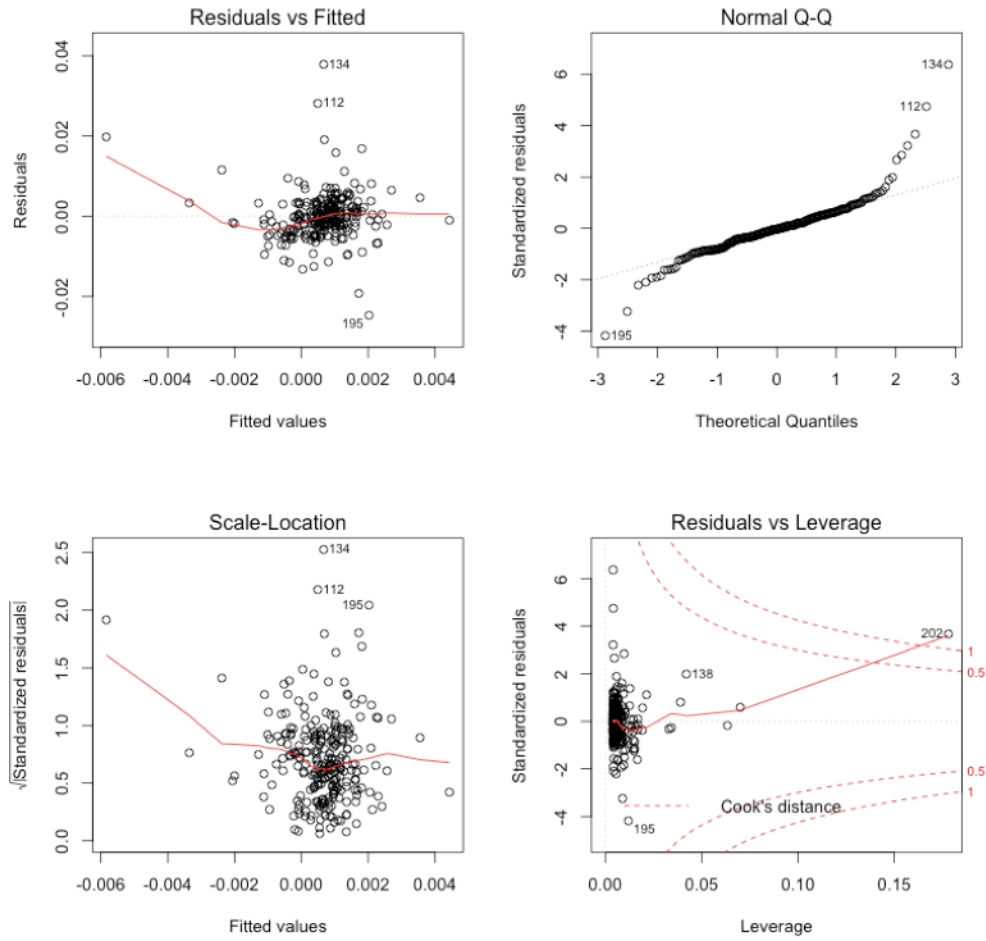 Residuals vs Fitted
Residuals
0.04
0.02
0.00
-0.02
134
112
195
-0.006 -0.004 -0.002 0.000 0.002 0.004
Fitted values
Normal Q-Q
Standardized residuals
6
4
2
0
-2
-4
134
112
195
-3 -2 -1 0 1 2 3
Theoretical Quantiles
Scale-Location
√|Standardized residuals|
2.5
2.0
1.5
1.0
0.5
0.0
134
112
195
-0.006 -0.004 -0.002 0.000 0.002 0.004
Fitted values
Residuals vs Leverage
Standardized residuals
6
4
2
0
-2
-4
202
138
195
1
0.5
0.5
1
Cook's distance
0.00 0.05 0.10 0.15
Leverage